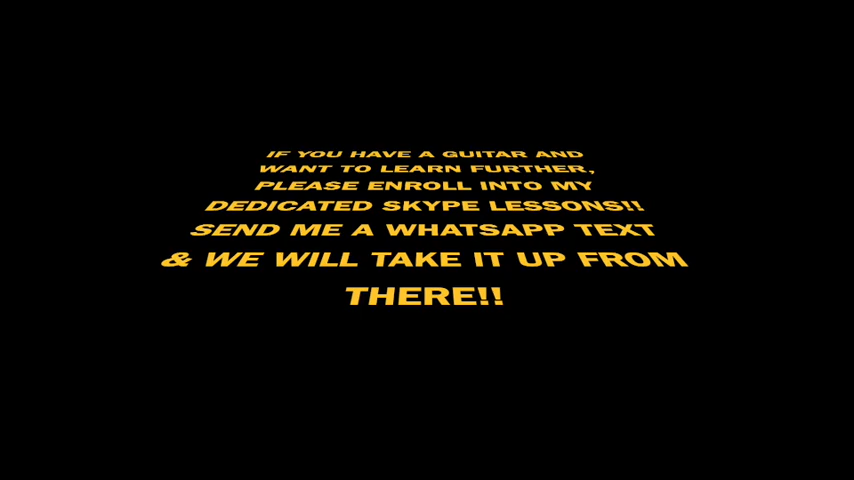 IF YOU HAVE A GUITAR AND
WANT TO LEARN FURTHER,
PLEASE ENROLL INTO MY
DEDICATED SKYPE LESSONS!!
SEND ME A WHATSAPP TEXT
& WE WILL TAKE IT UP FROM
THERE!!